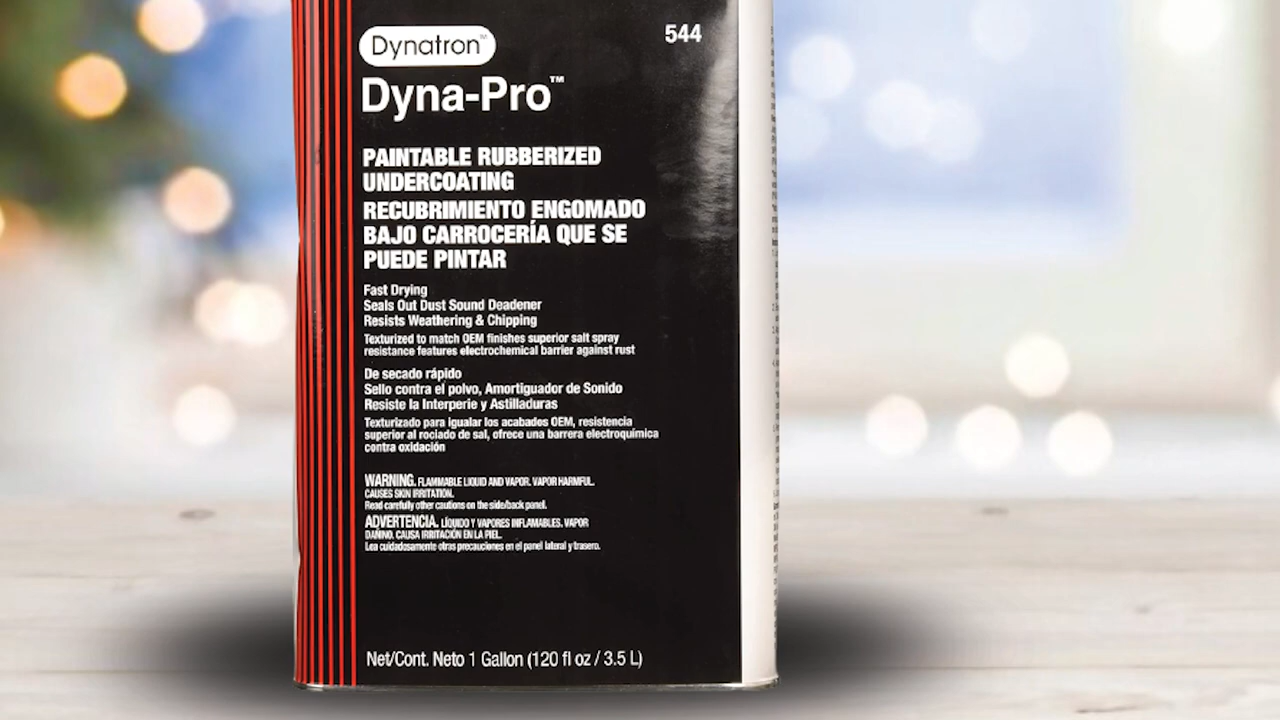 Dynatron™
544
Dyna-Pro™
PAINTABLE RUBBERIZED
UNDERCOATING
RECUBRIMIENTO ENGOMADO
BAJO CARROCERÍA QUE SE
PUEDE PINTAR
Fast Drying
Seals Out Dust Sound Deadener
Resists Weathering & Chipping
Texturized to match OEM finishes superior salt spray
resistance features electrochemical barrier against rust
De secado rápido
Sello contra el polvo, Amortiguador de Sonido
Resiste la Interperie y Astilladuras
Texturizado para igualar los acabados OEM, resistencia
superior al rociado de sal, ofrece una barrera electroquímica
contra oxidación
WARNING. FLAMMABLE LIQUID AND VAPOR. VAPOR HARMFUL.
CAUSES SKIN IRRITATION.
Read carefully other cautions on the side/back panel.
ADVERTENCIA. LÍQUIDO Y VAPORES INFLAMABLES. VAPOR
DAÑINO. CAUSA IRRITACIÓN EN LA PIEL.
Lea cuidadosamente otras precauciones en el panel lateral y trasero.
Net/Cont. Neto 1 Gallon (120 fl oz / 3.5 L)